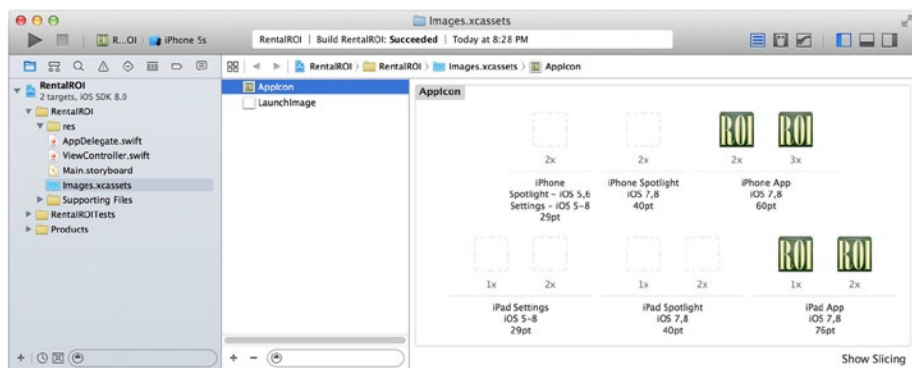 Images.xcassets
R...OI
iPhone 5s
RentalROI | Build RentalROI: Succeeded | Today at 8:28 PM
RentalROI
2 targets, iOS SDK 8.0
RentalROI
res
AppDelegate.swift
ViewController.swift
Main.storyboard
Images.xcassets
Supporting Files
RentalROITests
Products
RentalROI
RentalROI
Images.xcassets
AppIcon
AppIcon
LaunchImage
AppIcon
ROI
ROI
2x
2x
2x
3x
iPhone
Spotlight - iOS 5,6
Settings - iOS 5-8
29pt
iPhone Spotlight
iOS 7,8
40pt
iPhone App
iOS 7,8
60pt
ROI
ROI
1x
2x
1x
2x
1x
2x
iPad Settings
iOS 5-8
29pt
iPad Spotlight
iOS 7,8
40pt
iPad App
iOS 7,8
76pt
Show Slicing